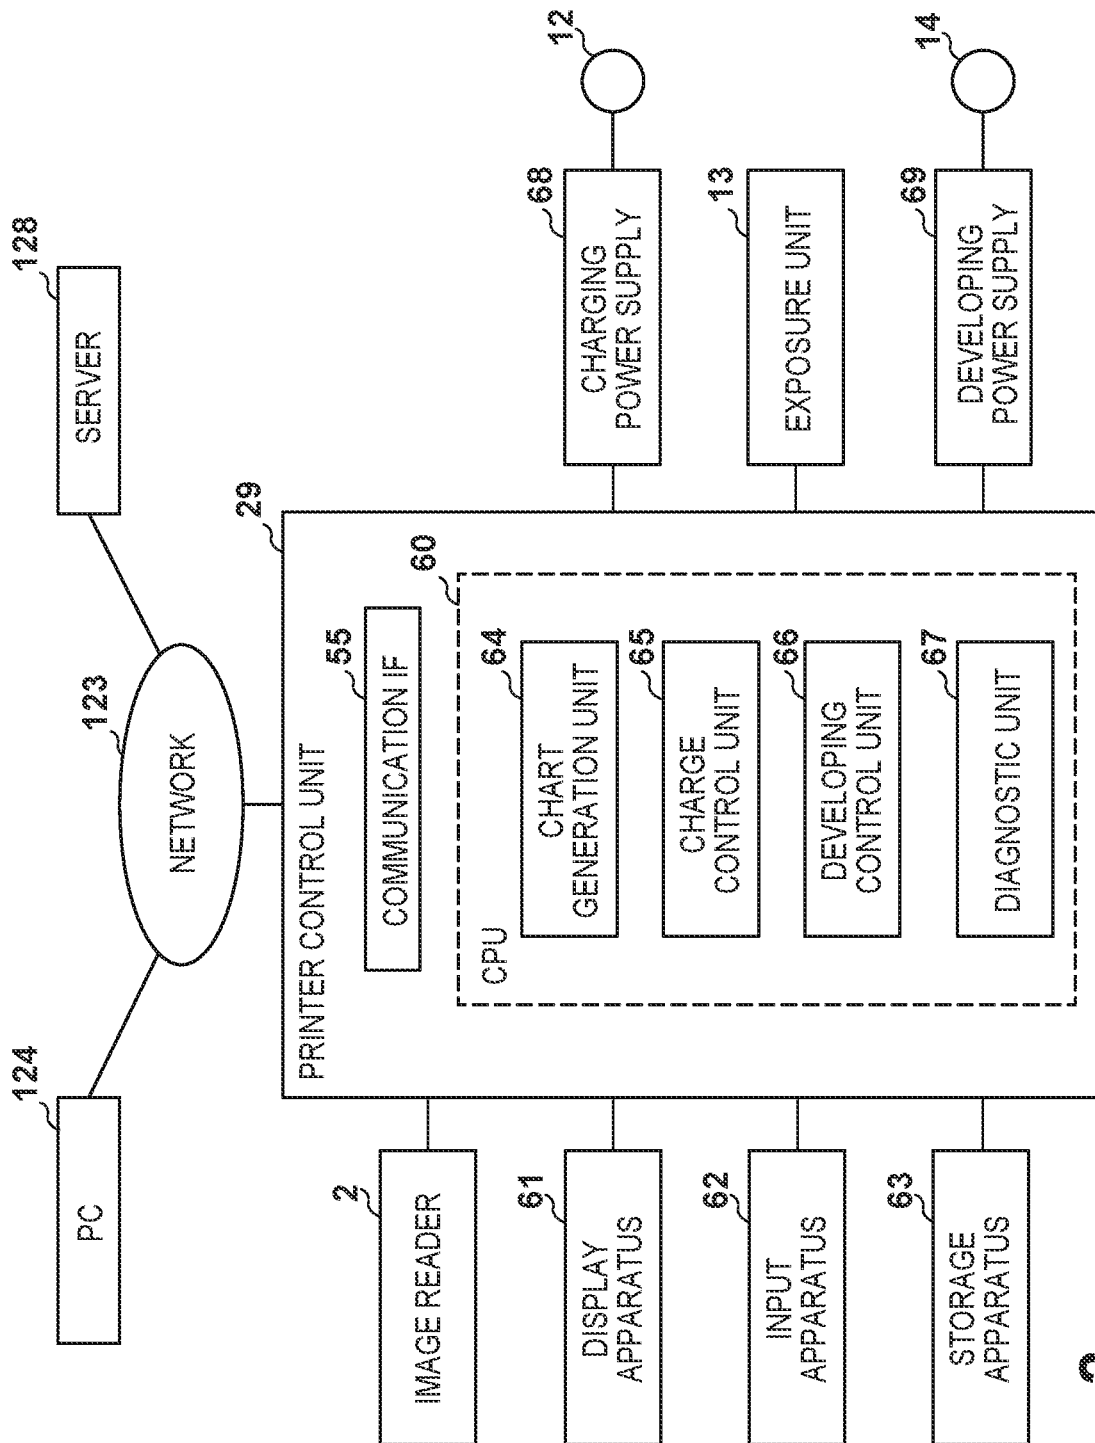 124
PC
123
NETWORK
128
SERVER
29
PRINTER CONTROL UNIT
55
COMMUNICATION IF
60
CPU
64
CHART
GENERATION UNIT
65
CHARGE
CONTROL UNIT
66
DEVELOPING
CONTROL UNIT
67
DIAGNOSTIC UNIT
2
IMAGE READER
61
DISPLAY
APPARATUS
62
INPUT
APPARATUS
63
STORAGE
APPARATUS
68
CHARGING
POWER SUPPLY
12
13
EXPOSURE UNIT
69
DEVELOPING
POWER SUPPLY
14